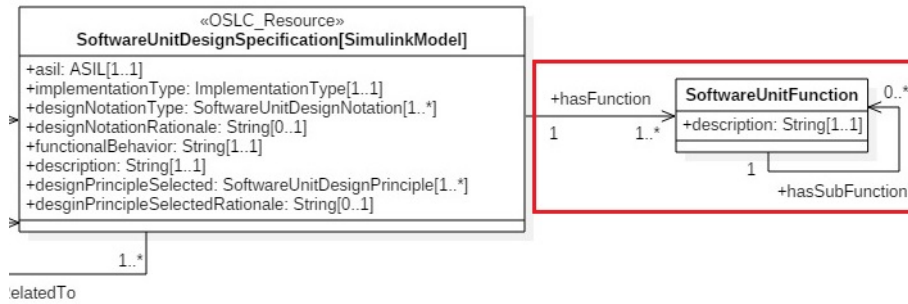 «OSLC_Resource»
SoftwareUnitDesignSpecification[SimulinkModel]
+asil: ASIL[1..1]
+implementationType: ImplementationType[1..1]
+designNotationType: SoftwareUnitDesignNotation[1..*]
+designNotationRationale: String[0..1]
+functionalBehavior: String[1..1]
+description: String[1..1]
+designPrincipleSelected: SoftwareUnitDesignPrinciple[1..*]
+desginPrincipleSelectedRationale: String[0..1]
1..*
elatedTo
+hasFunction
1
1..*
SoftwareUnitFunction
+description: String[1..1]
0..*
1
+hasSubFunction